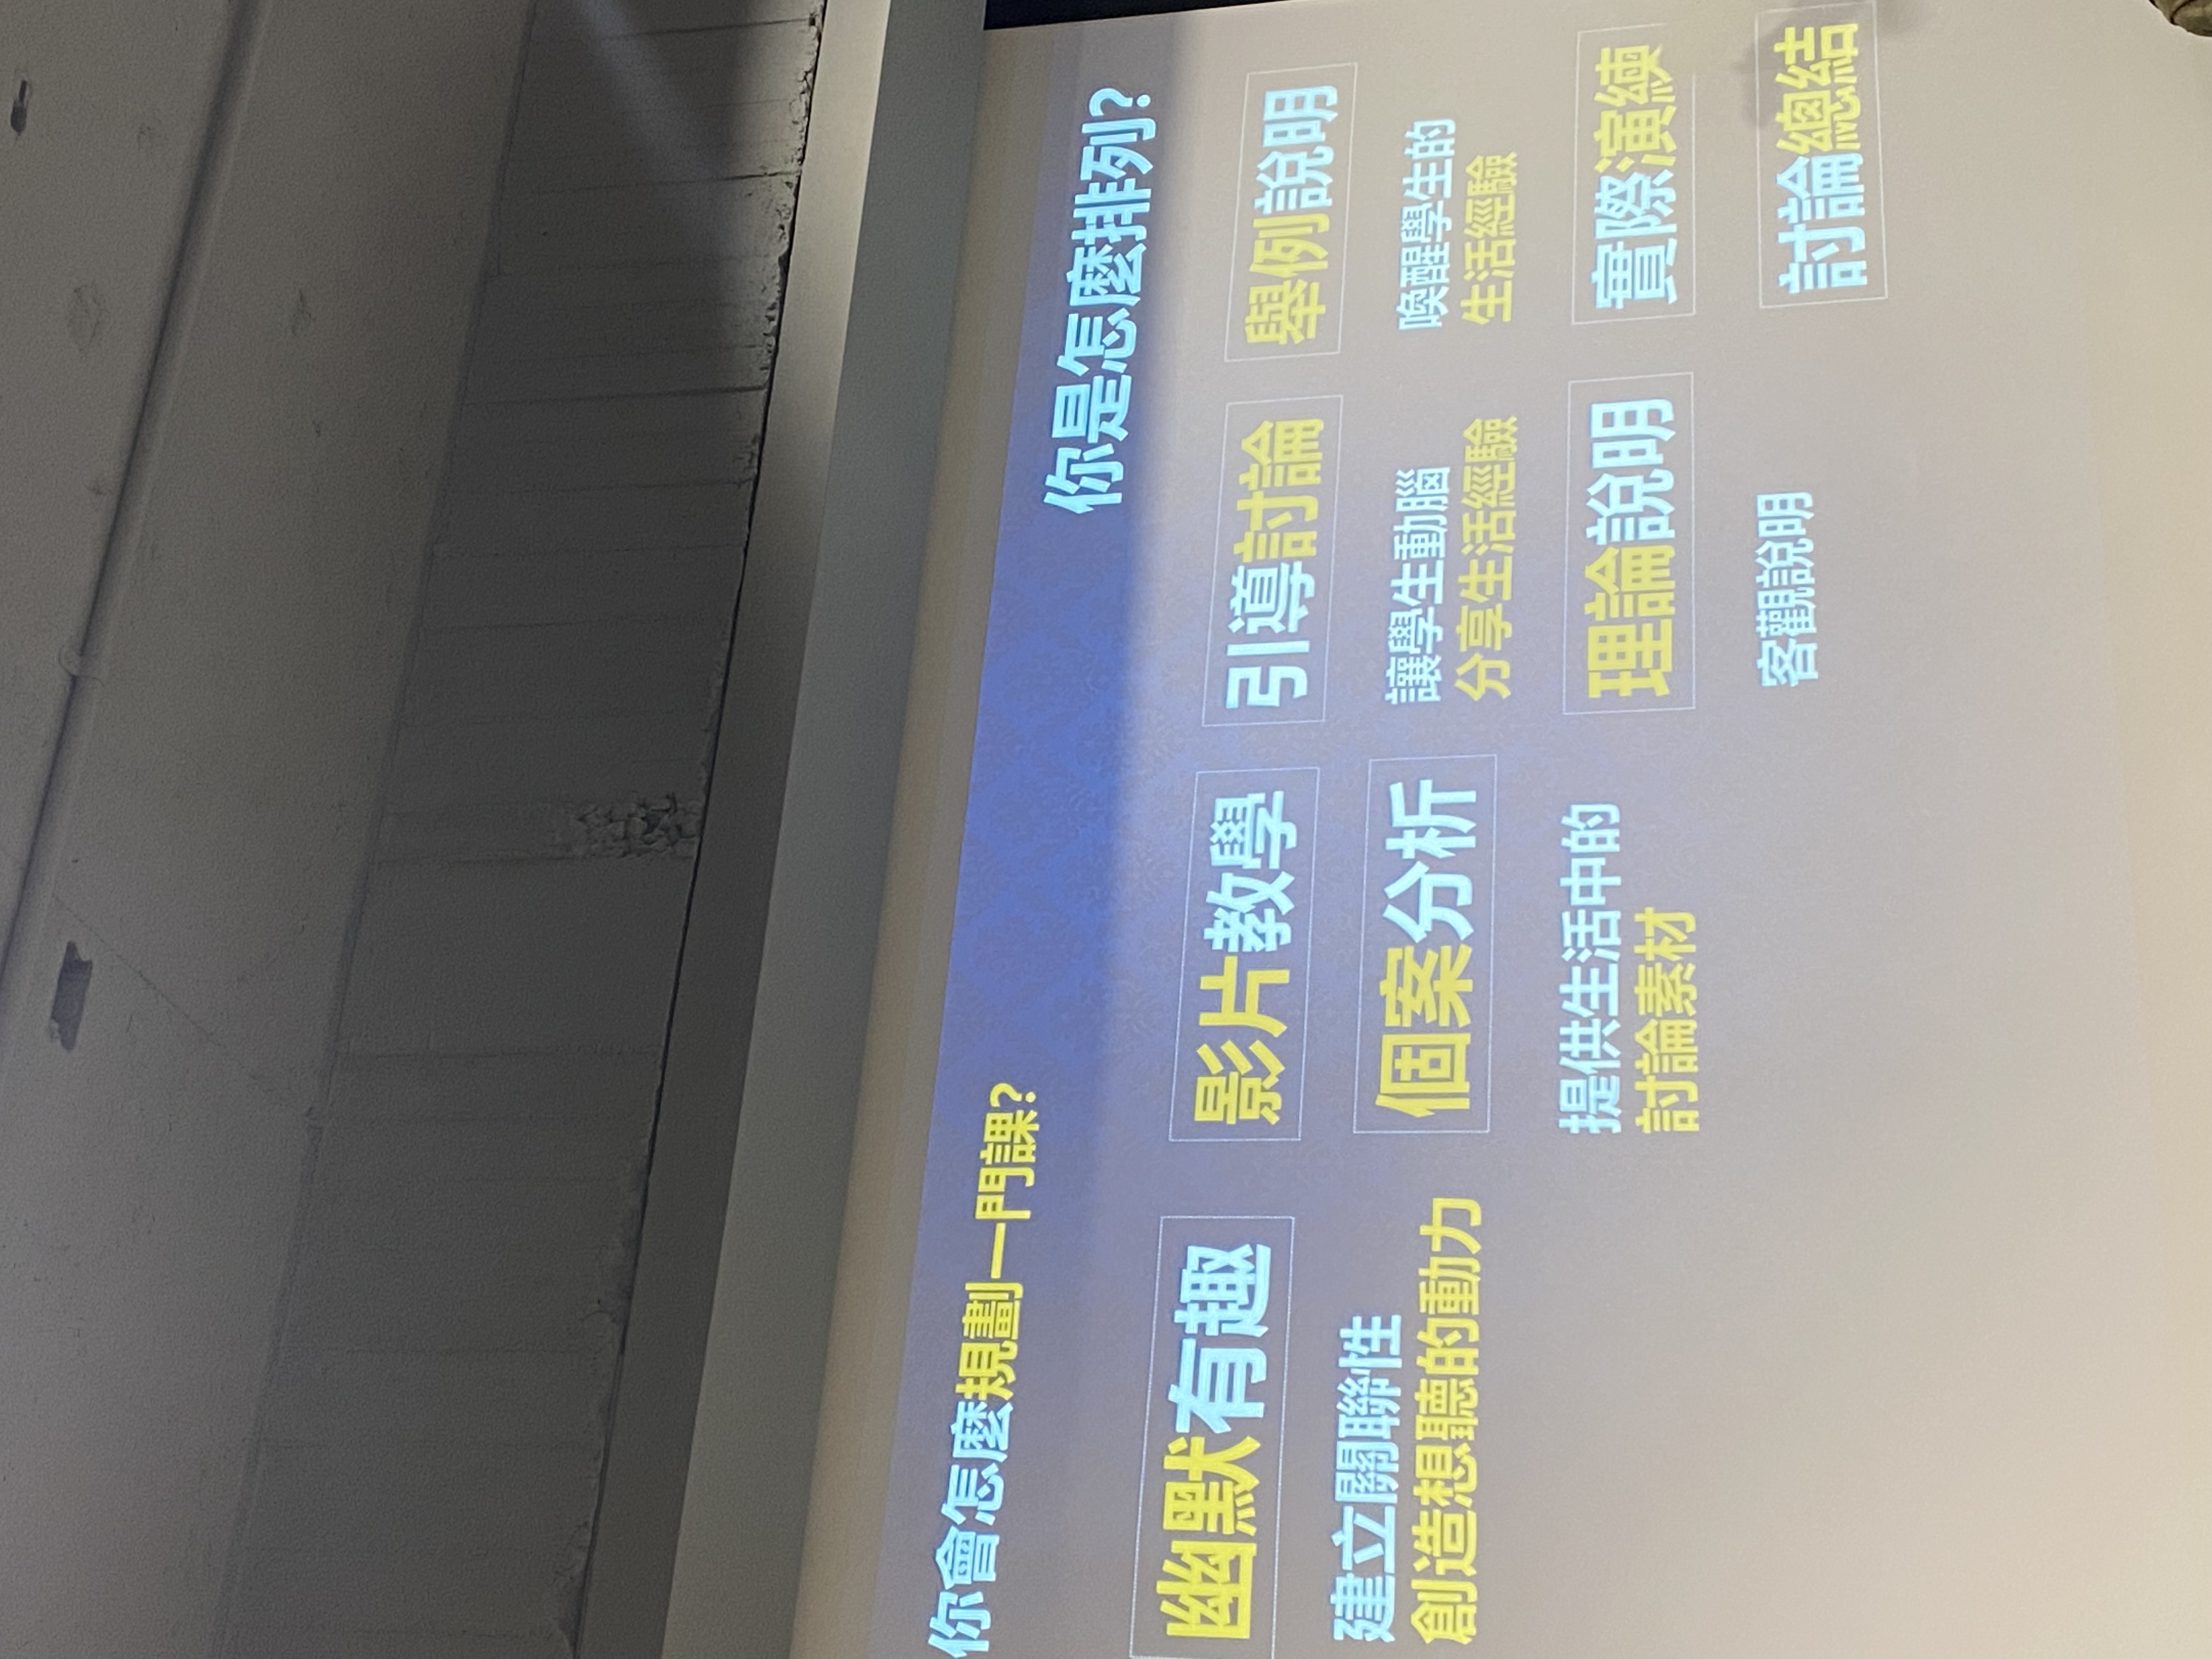 你會怎麼規劃一門課?
你是怎麼排列?
幽默有趣
建立關聯性
創造想聽的動力
影片教學
個案分析
提供生活中的
討論素材
引導討論
讓學生動腦
分享生活經驗
理論說明
客觀說明
舉例說明
喚醒學生的
生活經驗
實際演練
討論總結